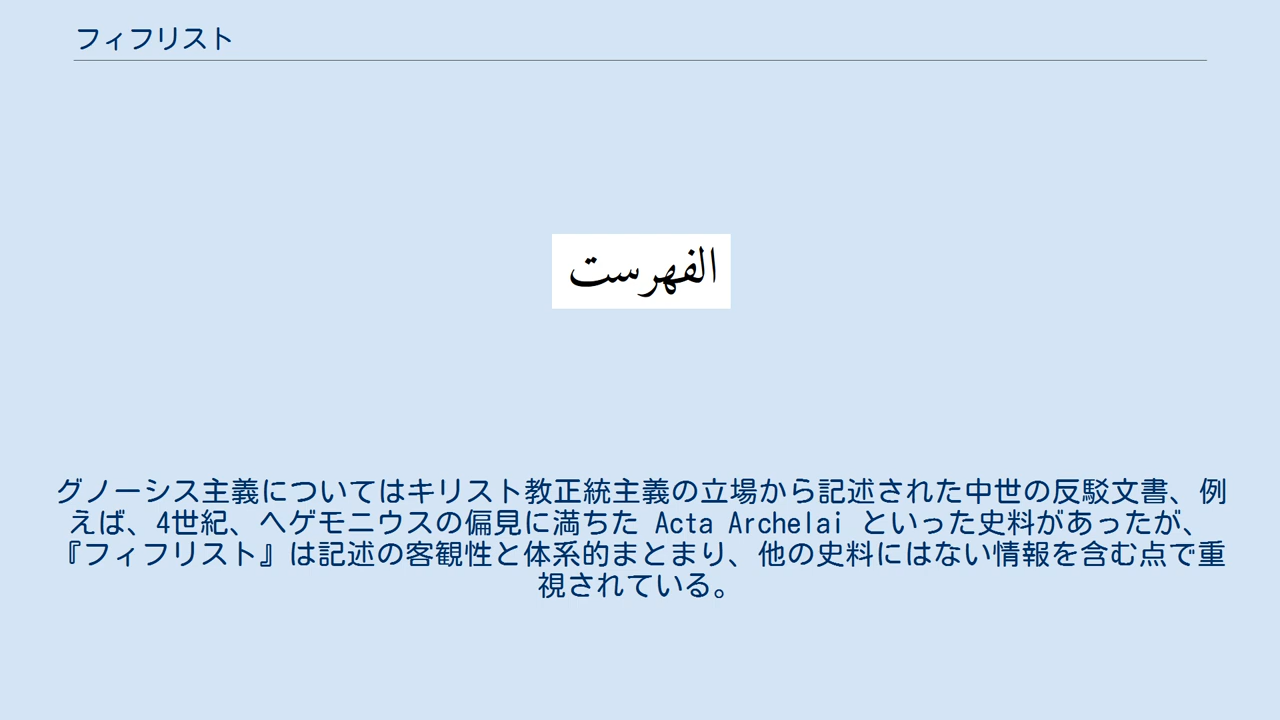 フィフリスト
الفهرست
グノーシス主義についてはキリスト教正統主義の立場から記述された中世の反駁文書、例
えば、4世紀、ヘゲモニウスの偏見に満ちた Acta Archelai といった史料があったが、
『フィフリスト』は記述の客観性と体系的まとまり、他の史料にはない情報を含む点で重
視されている。